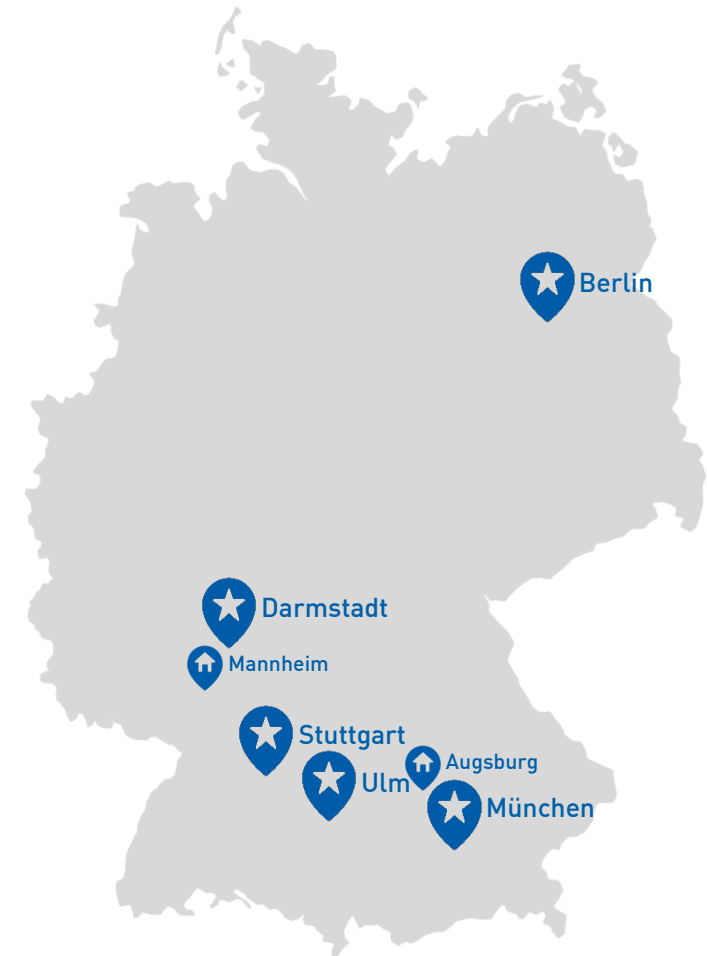 Berlin
Darmstadt
Mannheim
Stuttgart
Augsburg
Ulm
München